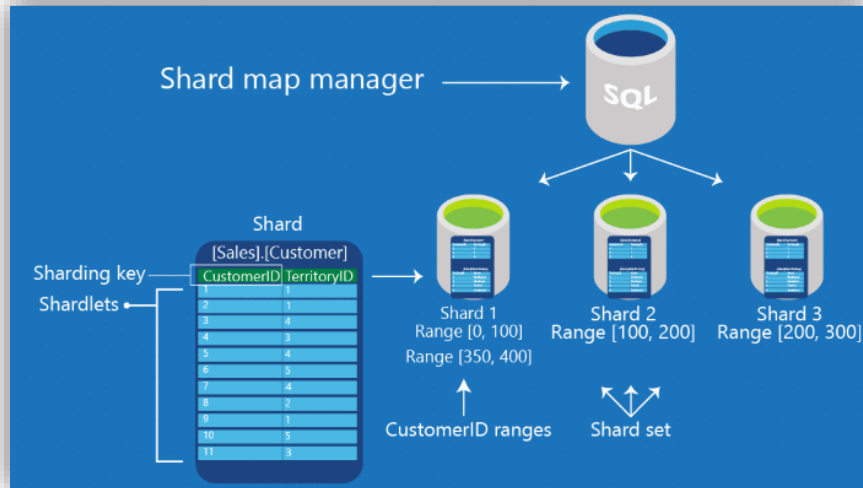 Shard map manager
SQL
Shard
[Sales].[Customer]
Sharding key
CustomerID TerritoryID
Shardlets
1 1
2 1
3 4
4 3
5 4
6 5
7 4
8 2
9 1
10 5
11 3
Shard 1
Range [0, 100]
Range [350, 400]
Shard 2
Range [100, 200]
Shard 3
Range [200, 300]
CustomerID ranges
Shard set